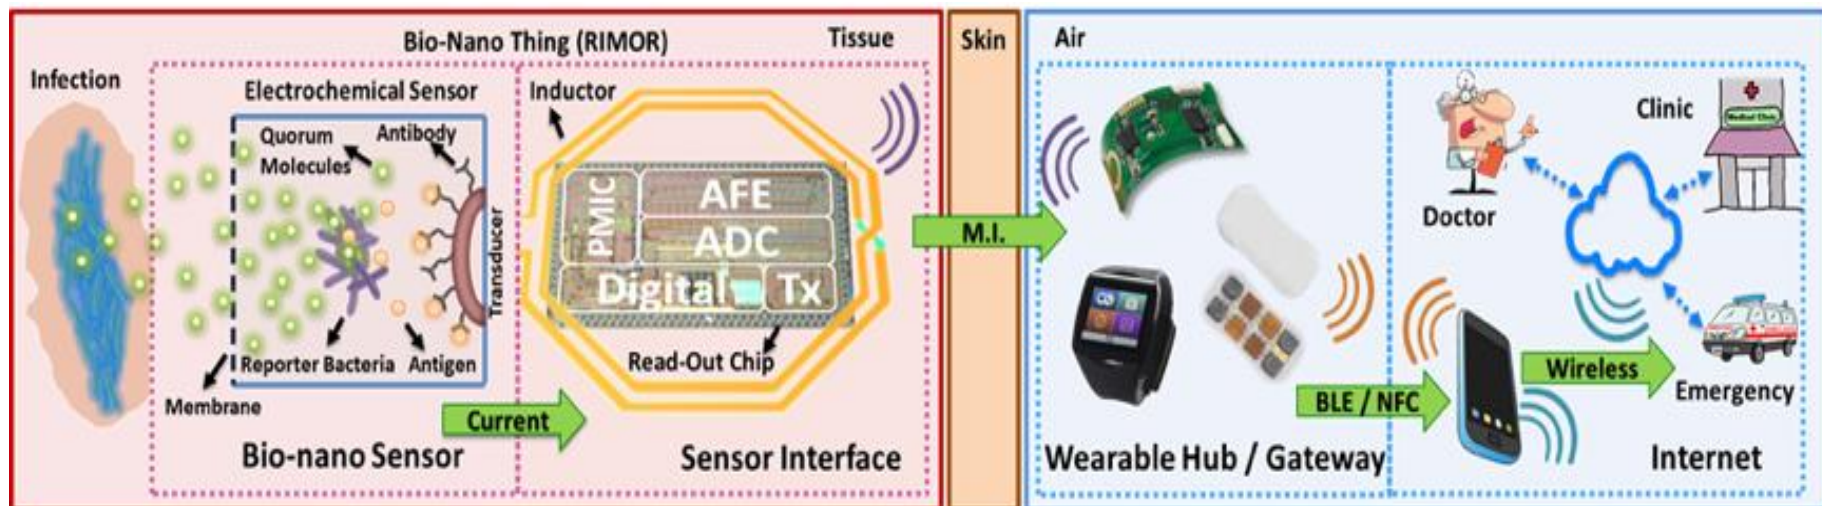 Bio-Nano Thing (RIMOR)
Tissue
Skin
Air
Infection
Electrochemical Sensor
Quorum
Molecules
Antibody
Transducer
Reporter Bacteria
Antigen
Membrane
Current
Bio-nano Sensor
Inductor
PMIC
AFE
ADC
Digital
Tx
Read-Out Chip
Sensor Interface
M.I.
Wearable Hub / Gateway
BLE / NFC
Doctor
Clinic
Medical Clinic
Wireless
Emergency
Internet